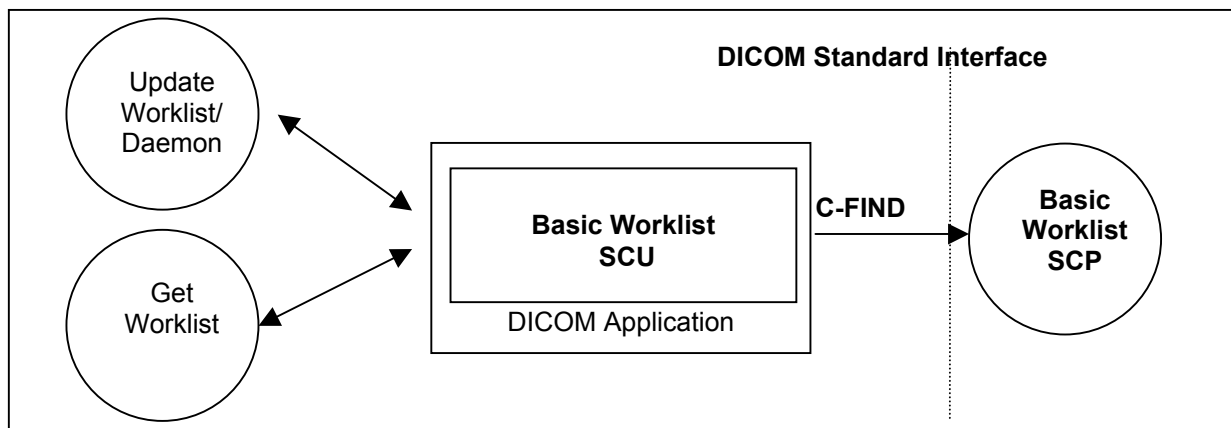 DICOM Standard Interface
Update
Worklist/
Daemon
Get
Worklist
Basic Worklist
SCU
DICOM Application
C-FIND
Basic
Worklist
SCP